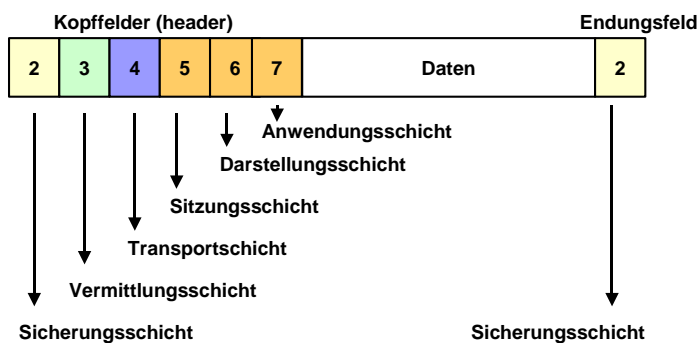 Kopffelder (header) Endungsfeld
2 3 4 5 6 7 Daten 2
Anwendungsschicht
Darstellungsschicht
Sitzungsschicht
Transportschicht
Vermittlungsschicht
Sicherungsschicht Sicherungsschicht